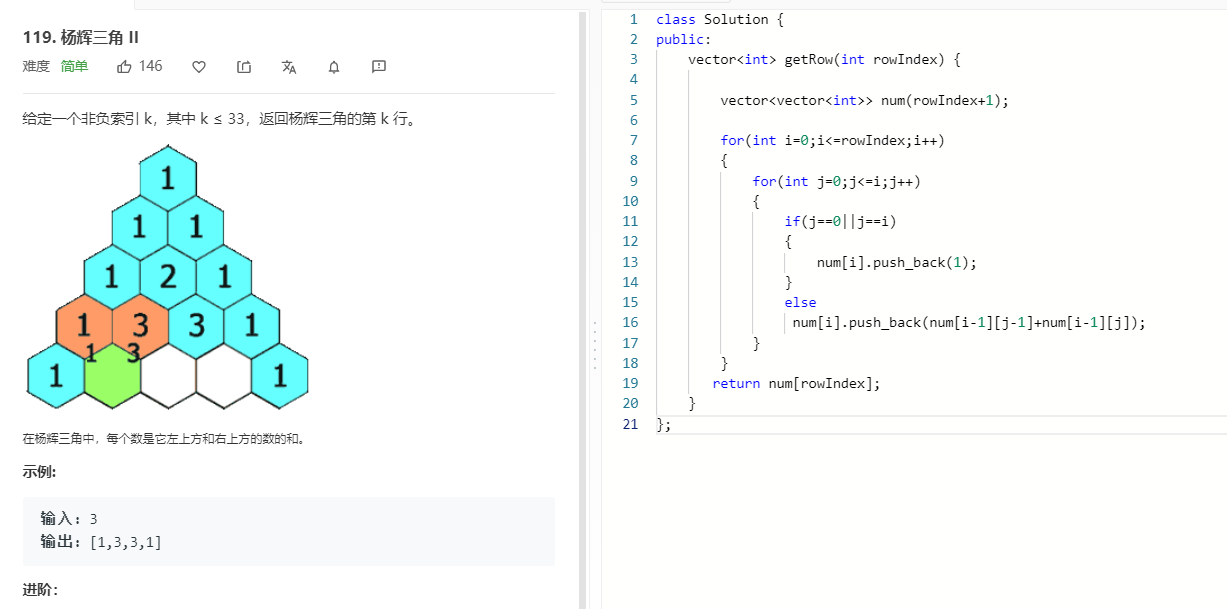 119. 杨辉三角 II
难度 简单 146
给定一个非负索引 k，其中 k ≤ 33，返回杨辉三角的第 k 行。
1
1 1
1 2 1
1 3 3 1
1 3
1 1
在杨辉三角中，每个数是它左上方和右上方的数的和。
示例:
输入: 3
输出: [1,3,3,1]
进阶：
1 class Solution {
2 public:
3 vector<int> getRow(int rowIndex) {
4
5 vector<vector<int>> num(rowIndex+1);
6
7 for(int i=0;i<=rowIndex;i++)
8 {
9 for(int j=0;j<=i;j++)
10 {
11 if(j==0||j==i)
12 {
13 num[i].push_back(1);
14 }
15 else
16 num[i].push_back(num[i-1][j-1]+num[i-1][j]);
17 }
18 }
19 return num[rowIndex];
20 }
21 };